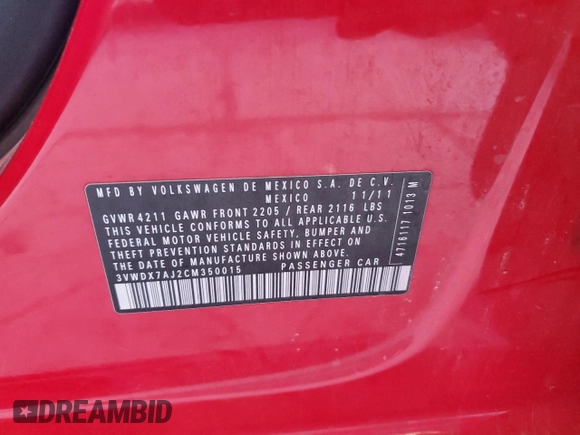 MFD BY VOLKSWAGEN DE MEXICO S.A. DE C.V.
MEXICO 11/11
GVWR 4211 GAWR FRONT 2205 / REAR 2116 LBS
THIS VEHICLE CONFORMS TO ALL APPLICABLE U.S.
FEDERAL MOTOR VEHICLE SAFETY, BUMPER AND
THEFT PREVENTION STANDARDS IN EFFECT ON
THE DATE OF MANUFACTURE SHOWN ABOVE.
3VWDX7AJ2CM350015 PASSENGER CAR
47/16117 1013 M
DREAMBID